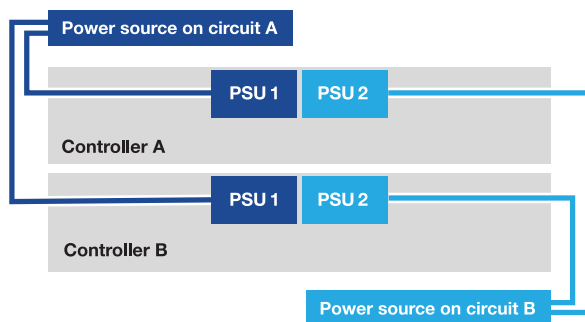 Power source on circuit A
PSU 1
PSU 2
Controller A
PSU 1
PSU 2
Controller B
Power source on circuit B